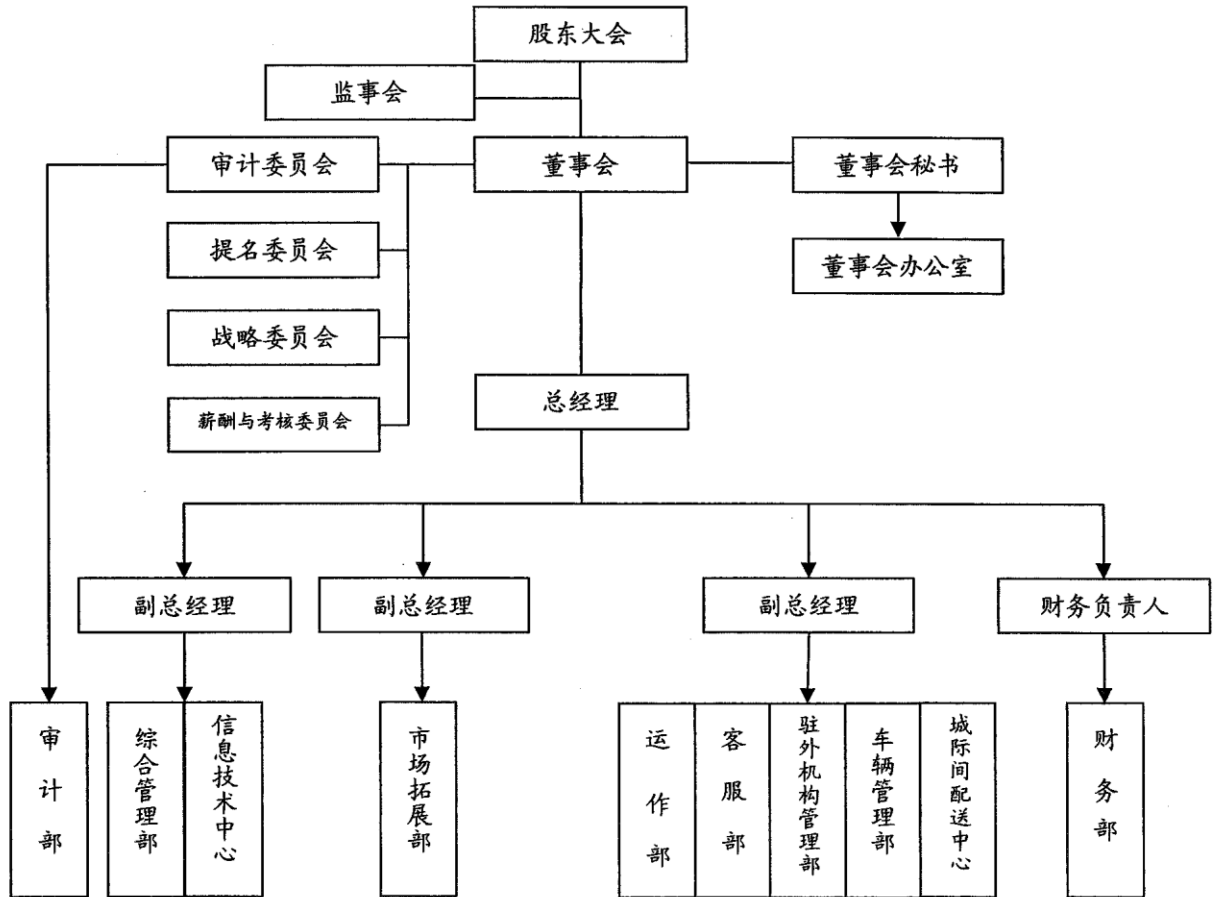 股东大会
监事会
审计委员会
董事会
董事会秘书
提名委员会
董事会办公室
战略委员会
总经理
薪酬与考核委员会
副总经理
副总经理
副总经理
财务负责人
审计部
综合管理部
信息技术中心
市场拓展部
运作部
客服部
驻外机构管理部
车辆管理部
城际间配送中心
财务部